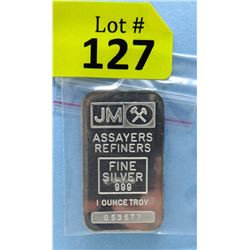 Lot #
127
JM
ASSAYERS
REFINERS
FINE
SILVER
999
1 OUNCE TROY
053577